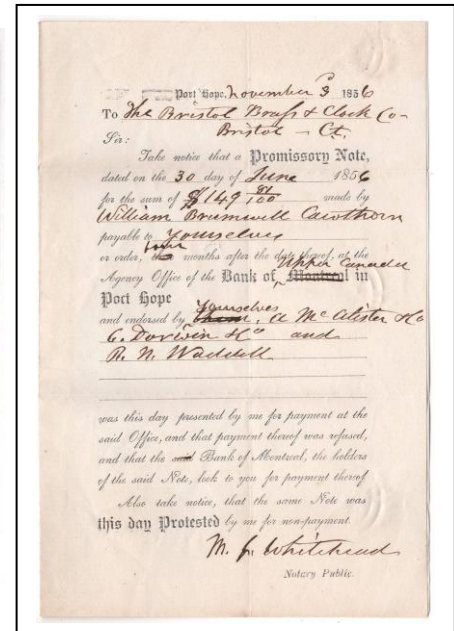 Port Hope, November 3 1856
To The Bristol Brass & Clock Co
Bristol - Ct.
Sir:
Take notice that a Promissory Note,
dated on the 30 day of June 1856
for the sum of $149 81/100 made by
William Brumwell Cawthorn
payable to yourselves
or order, four months after the date thereof, at the
Agency Office of the Bank of Upper Canada Montreal in
Port Hope
and endorsed by yourselves, A McAlister & Co
C. Dorwin & Co and
R. N. Waddell
was this day presented by me for payment at the
said Office, and that payment thereof was refused,
and that the said Bank of Montreal, the holders
of the said Note, look to you for payment thereof
Also take notice, that the same Note was
this day Protested by me for non-payment.
Whitehead
Notary Public.